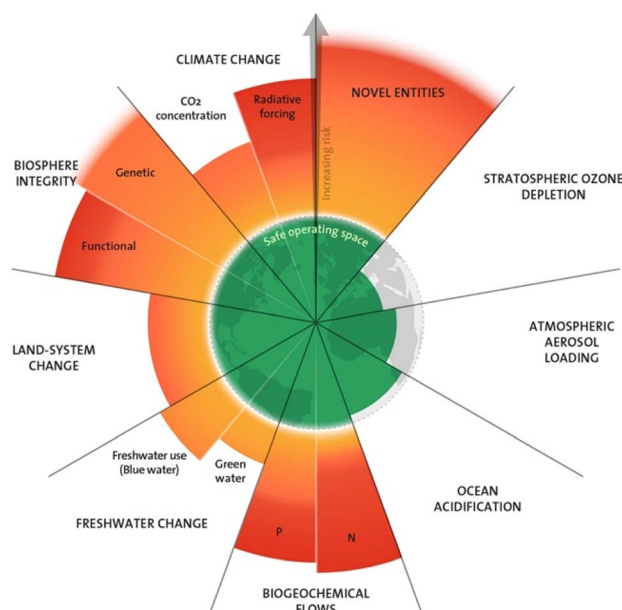 CLIMATE CHANGE
CO2
concentration
Radiative
forcing
NOVEL ENTITIES
Increasing risk
BIOSPHERE
INTEGRITY
Genetic
STRATOSPHERIC OZONE
DEPLETION
Functional
Safe operating space
LAND-SYSTEM
CHANGE
ATMOSPHERIC
AEROSOL
LOADING
Freshwater use
(Blue water)
Green
water
FRESHWATER CHANGE
OCEAN
ACIDIFICATION
P
N
BIOGEOCHEMICAL
FLOWS